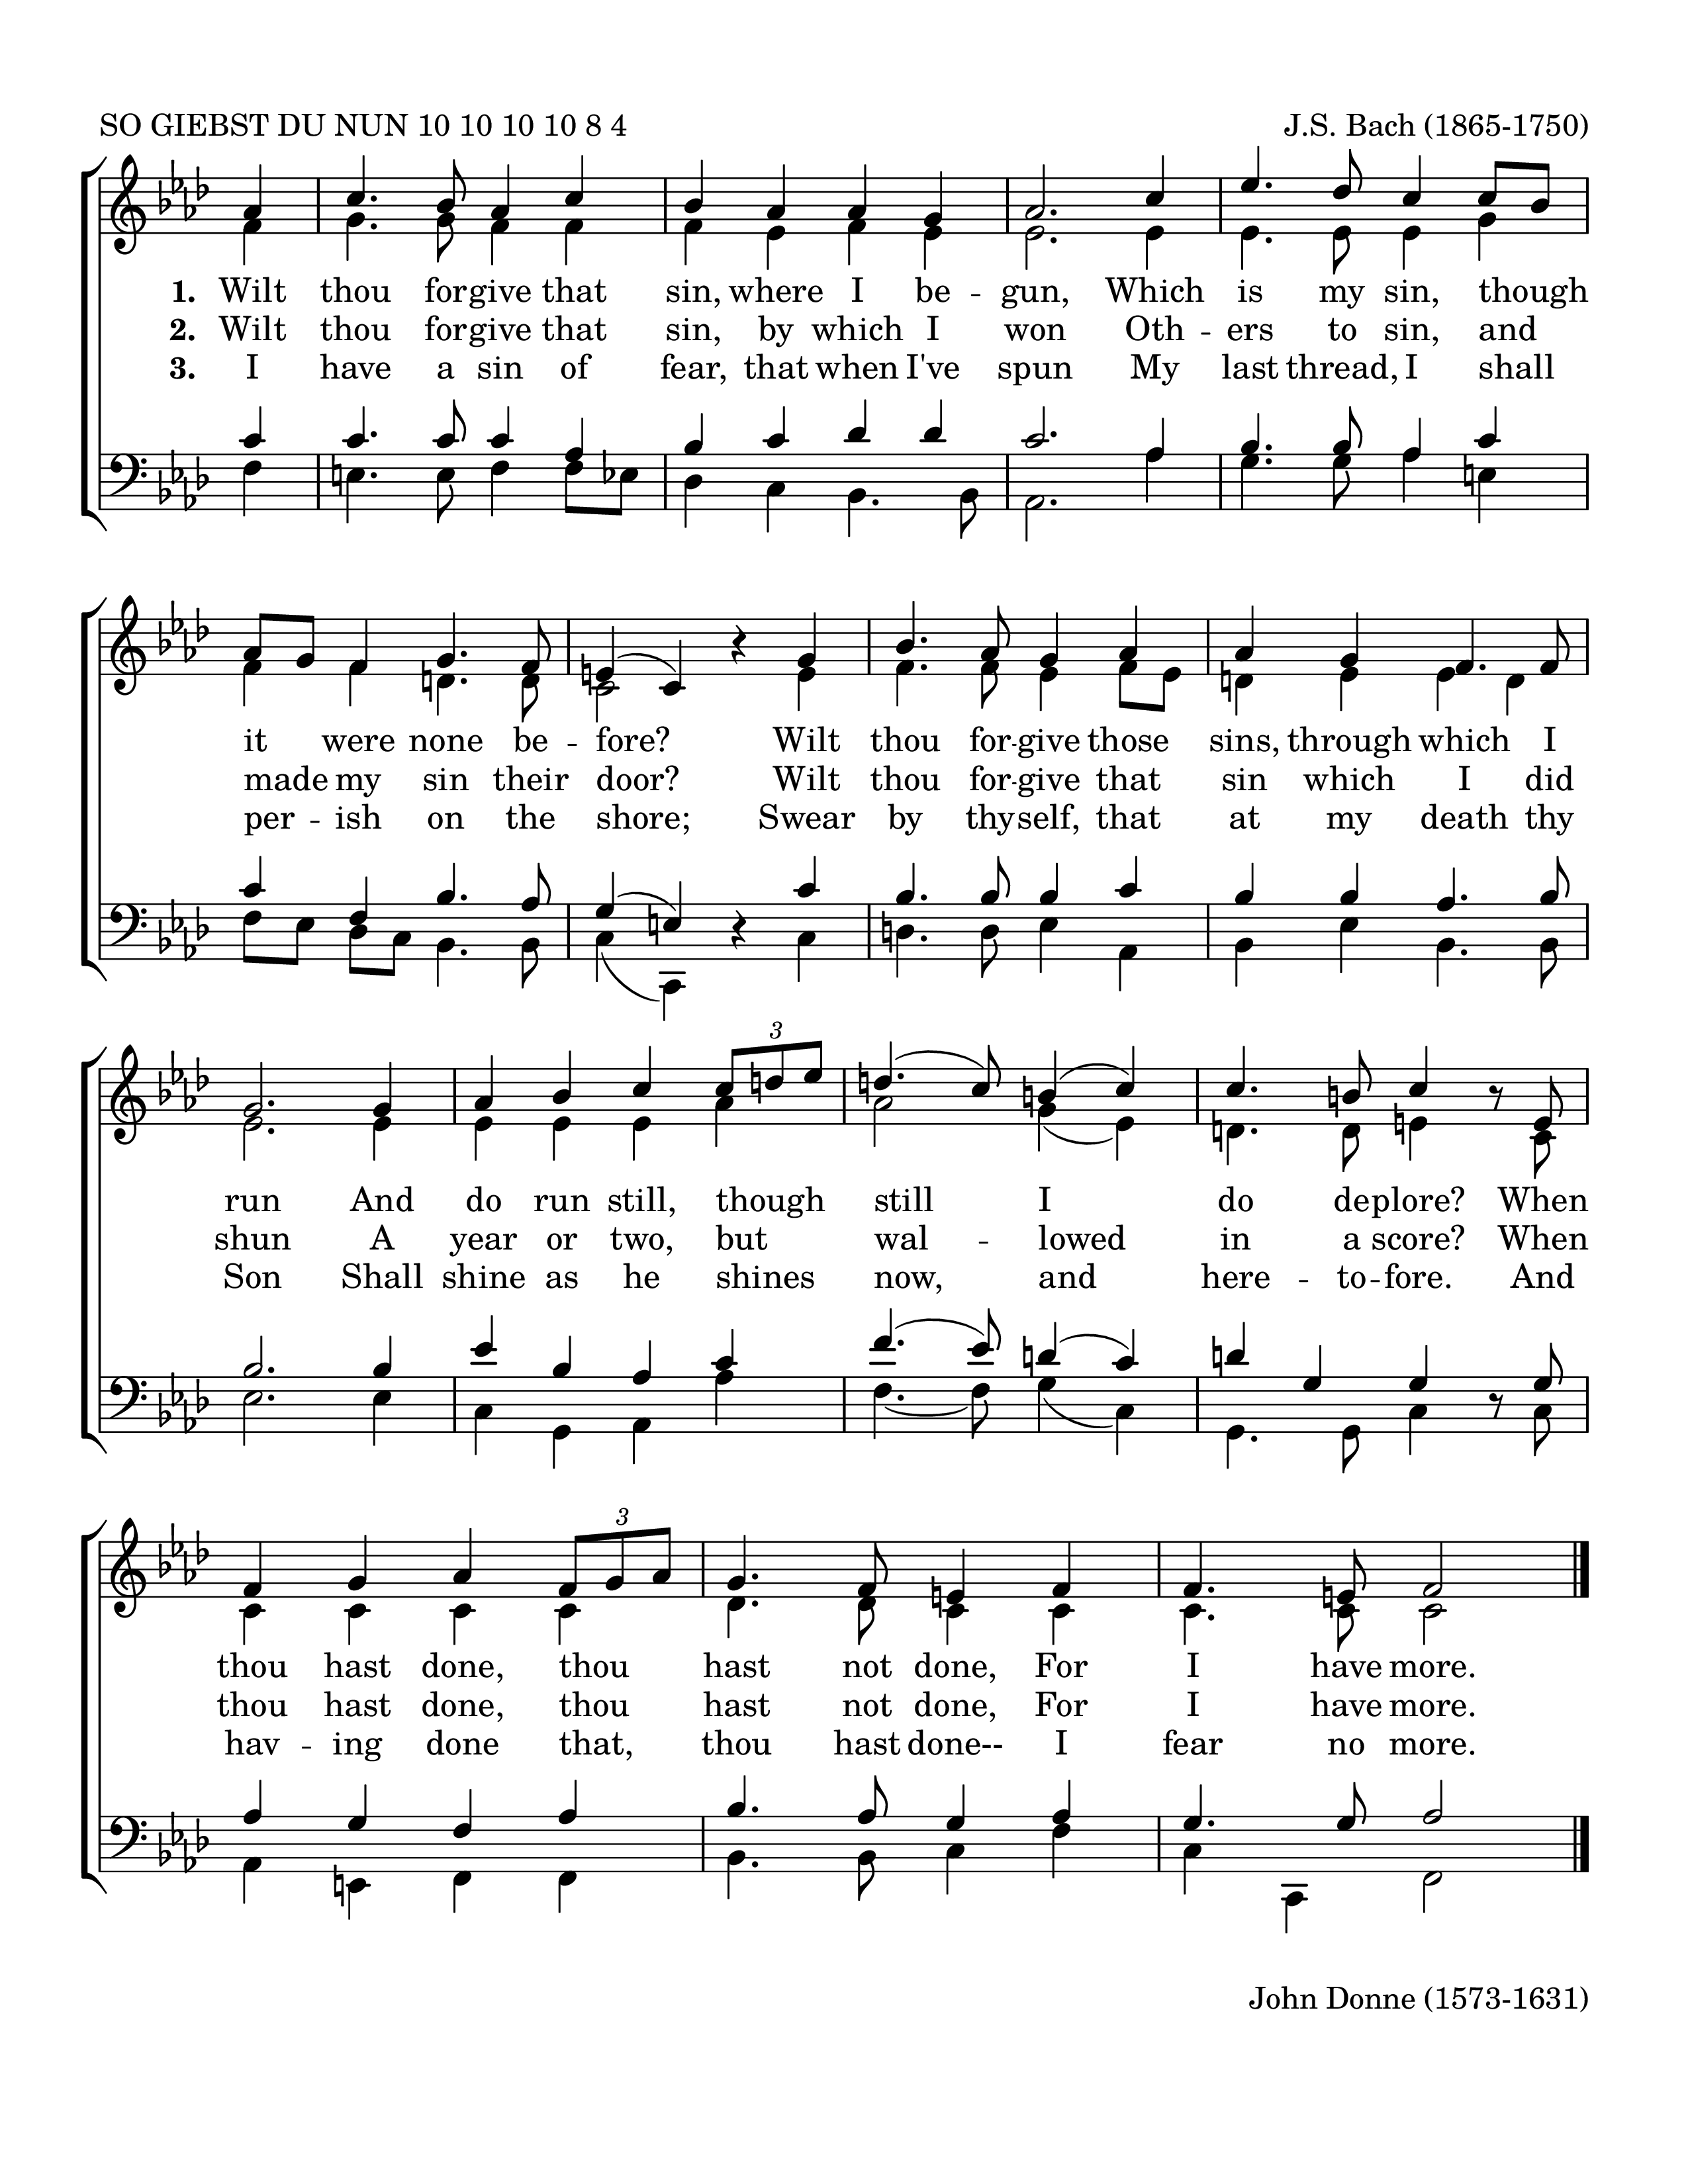 SO GIEBST DU NUN 10 10 10 10 8 4 J.S. Bach (1865-1750)
1. Wilt thou forgive that sin, where I be - gun, Which is my sin, though
2. Wilt thou forgive that sin, by which I won Oth - ers to sin, and
3. I have a sin of fear, that when I've spun My last thread, I shall
it were none be - fore? Wilt thou for - give those sins, through which I
made my sin their door? Wilt thou for - give that sin which I did
per - ish on the shore; Swear by thyself, that at my death thy
3
run And do run still, though still I do deplore? When
shun A year or two, but wal - lowed in a score? When
Son Shall shine as he shines now, and here - to - fore. And
3
thou hast done, thou hast not done, For I have more.
thou hast done, thou hast not done, For I have more.
hav - ing done that, thou hast done-- I fear no more.
John Donne (1573-1631)